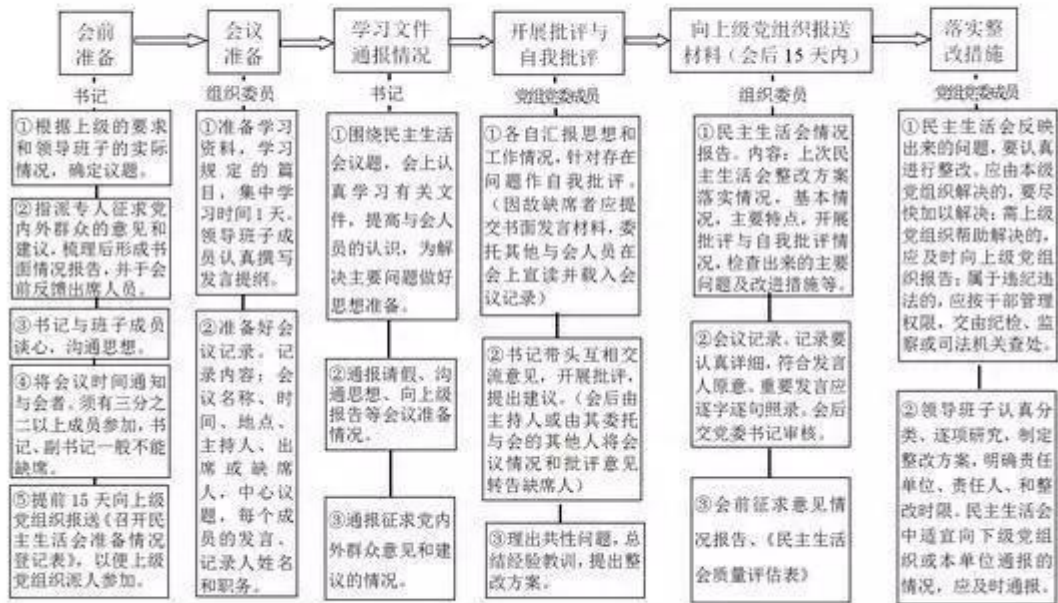 会前
准备
会议
准备
学习文件
通报情况
开展批评与
自我批评
向上级党组织报送
材料（会后 15 天内）
落实整
改措施
书记
①根据上级的要求
和领导班子的实际
情况，确定议题。
②指派专人征求党
内外群众的意见和
建议，梳理后形成书
面情况报告，并于会
前反馈出席人员。
③书记与班子成员
谈心，沟通思想。
④将会议时间通知
与会者。须有三分之
二以上成员参加，书
记、副书记一般不能
缺席。
⑤提前 15 天向上级
党组织报送《召开民
主生活会准备情况
登记表》，以便上级
党组织派人参加。
组织委员
①准备学习
资料，学习
规定的篇
目，集中学
习时间 1 天。
领导班子成
员认真撰写
发言提纲。
②准备好会
议记录。记
录内容：会
议名称、时
间、地点、
主持人、出
席或缺席
人，中心议
题，每个成
员的发言、
记录人姓名
和职务。
书记
①围绕民主生活
会议题，会上认
真学习有关文
件，提高与会人
员的认识，为解
决主要问题做好
思想准备。
②通报请假、沟
通思想、向上级
报告等会议准备
情况。
③通报征求党内
外群众意见和建
议的情况。
党组党委成员
①各自汇报思想和
工作情况，针对存在
问题作自我批评。
（因故缺席者应提
交书面发言材料，委
托其他与会人员在
会上宣读并载入会
议记录）
②书记带头互相交
流意见，开展批评，
提出建议。（会后由
主持人或由其委托
与会的其他人将会
议情况和批评意见
转告缺席人）
③理出共性问题，总
结经验教训，提出整
改方案。
组织委员
①民主生活会情况
报告。内容：上次民
主生活会整改方案
落实情况，基本情
况，主要特点，开展
批评与自我批评情
况，检查出来的主要
问题及改进措施等。
②会议记录。记录要
认真详细，符合发言
人原意。重要发言应
逐字逐句照录。会后
交党委书记审核。
③会前征求意见情
况报告、《民主生活
会质量评估表》
党组党委成员
①民主生活会反映
出来的问题，要认真
进行整改。应由本级
党组织解决的，要尽
快加以解决；需上级
党组织帮助解决的，
应及时向上级党组
织报告；属于违纪违
法的，应按干部管理
权限，交由纪检、监
察或司法机关查处。
②领导班子认真分
类、逐项研究，制定
整改方案，明确责任
单位、责任人、和整
改时限。民主生活会
中适宜向下级党组
织或本单位通报的
情况，应及时通报。